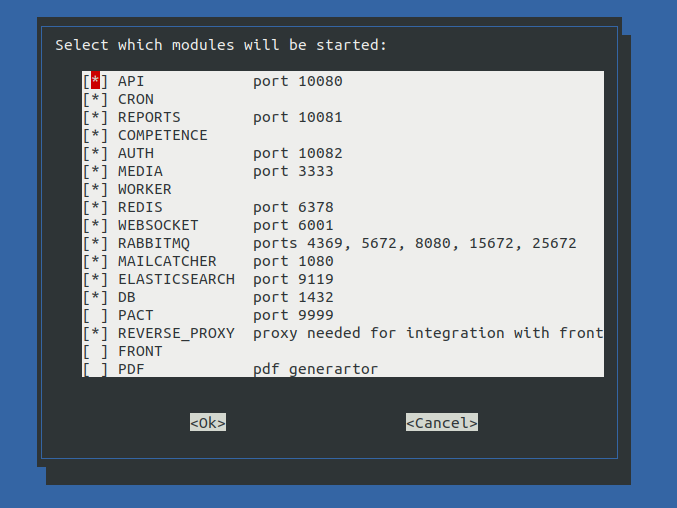 Select which modules will be started:
[*] API port 10080
[*] CRON
[*] REPORTS port 10081
[*] COMPETENCE
[*] AUTH port 10082
[*] MEDIA port 3333
[*] WORKER
[*] REDIS port 6378
[*] WEBSOCKET port 6001
[*] RABBITMQ ports 4369, 5672, 8080, 15672, 25672
[*] MAILCATCHER port 1080
[*] ELASTICSEARCH port 9119
[*] DB port 1432
[ ] PACT port 9999
[*] REVERSE_PROXY proxy needed for integration with front
[ ] FRONT
[ ] PDF pdf generartor
<Ok> <Cancel>